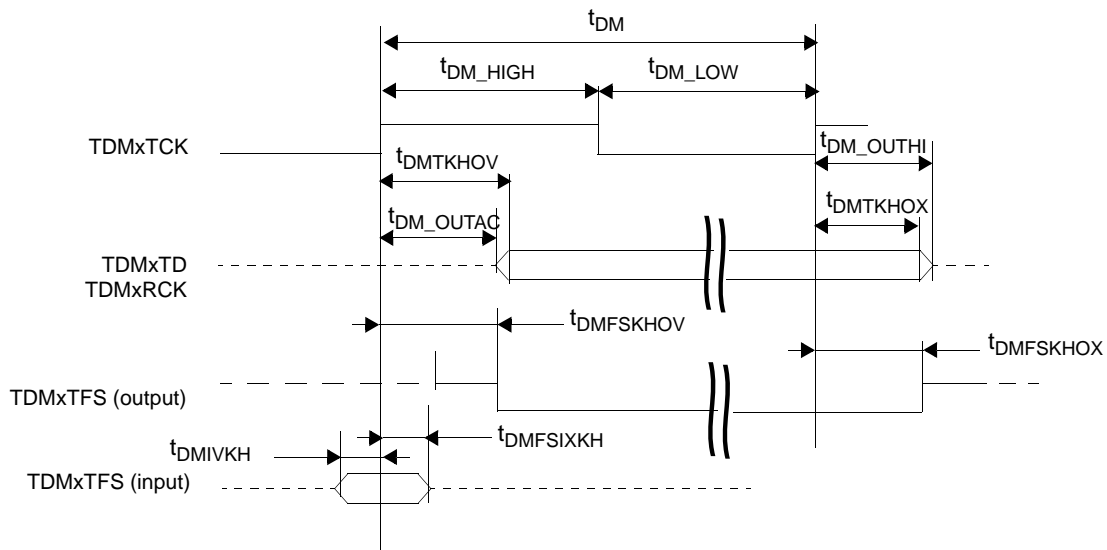 tDM
tDM_HIGH
tDM_LOW
TDMxTCK
tDM_OUTHI
tDMTKHOV
tDMTKHOX
tDM_OUTAC
TDMxTD
TDMxRCK
tDMFSKHOV
tDMFSKHOX
TDMxTFS (output)
tDMFSIXKH
tDMIVKH
TDMxTFS (input)